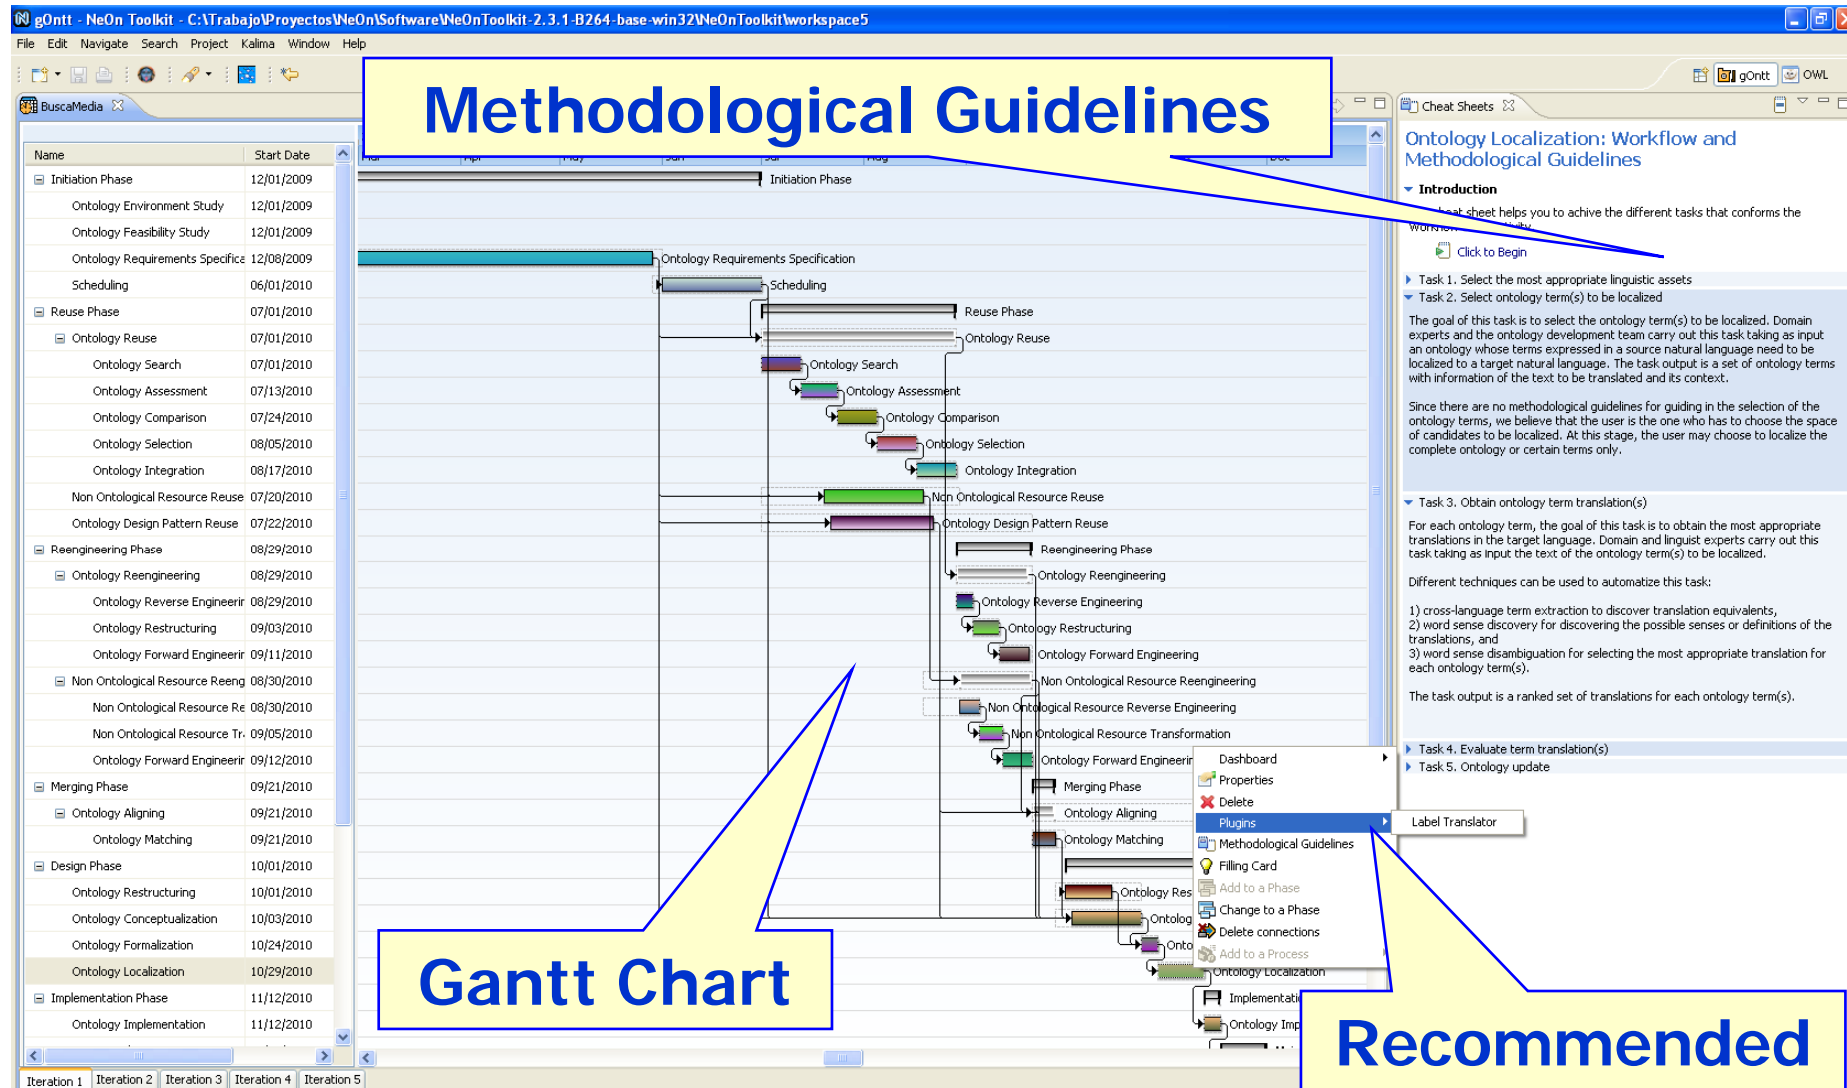 gOntt - NeOn Toolkit - C:\Trabajo\Proyectos\NeOn\Software\NeOnToolkit-2.3.1-B264-base-win32\NeOnToolkit\workspace5
File Edit Navigate Search Project Kalima Window Help
gOntt OWL
BuscaMedia
Methodological Guidelines
Cheat Sheets
Name Start Date
Initiation Phase 12/01/2009
Ontology Environment Study 12/01/2009
Ontology Feasibility Study 12/01/2009
Ontology Requirements Specifica 12/08/2009
Scheduling 06/01/2010
Reuse Phase 07/01/2010
Ontology Reuse 07/01/2010
Ontology Search 07/01/2010
Ontology Assessment 07/13/2010
Ontology Comparison 07/24/2010
Ontology Selection 08/05/2010
Ontology Integration 08/17/2010
Non Ontological Resource Reuse 07/20/2010
Ontology Design Pattern Reuse 07/22/2010
Reengineering Phase 08/29/2010
Ontology Reengineering 08/29/2010
Ontology Reverse Engineerir 08/29/2010
Ontology Restructuring 09/03/2010
Ontology Forward Engineerir 09/11/2010
Non Ontological Resource Reeng 08/30/2010
Non Ontological Resource Re 08/30/2010
Non Ontological Resource Tr 09/05/2010
Ontology Forward Engineerir 09/12/2010
Merging Phase 09/21/2010
Ontology Aligning 09/21/2010
Ontology Matching 09/21/2010
Design Phase 10/01/2010
Ontology Restructuring 10/01/2010
Ontology Conceptualization 10/03/2010
Ontology Formalization 10/24/2010
Ontology Localization 10/29/2010
Implementation Phase 11/12/2010
Ontology Implementation 11/12/2010
Iteration 1 Iteration 2 Iteration 3 Iteration 4 Iteration 5
Initiation Phase
Ontology Requirements Specification
Scheduling
Reuse Phase
Ontology Reuse
Ontology Search
Ontology Assessment
Ontology Comparison
Ontology Selection
Ontology Integration
Non Ontological Resource Reuse
Ontology Design Pattern Reuse
Reengineering Phase
Ontology Reengineering
Ontology Reverse Engineering
Ontology Restructuring
Ontology Forward Engineering
Non Ontological Resource Reengineering
Non Ontological Resource Reverse Engineering
Non Ontological Resource Transformation
Ontology Forward Engineerir
Merging Phase
Ontology Aligning
Ontology Matching
Ontology Res
Ontolog
Onto
Ontology Localization
Implementati
Ontology Imp
Gantt Chart
Dashboard
Properties
Delete
Plugins
Methodological Guidelines
Filling Card
Add to a Phase
Change to a Phase
Delete connections
Add to a Process
Label Translator
Recommended
Ontology Localization: Workflow and
Methodological Guidelines
Introduction
cheat sheet helps you to achive the different tasks that conforms the
Click to Begin
Task 1. Select the most appropriate linguistic assets
Task 2. Select ontology term(s) to be localized
The goal of this task is to select the ontology term(s) to be localized. Domain
experts and the ontology development team carry out this task taking as input
an ontology whose terms expressed in a source natural language need to be
localized to a target natural language. The task output is a set of ontology terms
with information of the text to be translated and its context.
Since there are no methodological guidelines for guiding in the selection of the
ontology terms, we believe that the user is the one who has to choose the space
of candidates to be localized. At this stage, the user may choose to localize the
complete ontology or certain terms only.
Task 3. Obtain ontology term translation(s)
For each ontology term, the goal of this task is to obtain the most appropriate
translations in the target language. Domain and linguist experts carry out this
task taking as input the text of the ontology term(s) to be localized.
Different techniques can be used to automatize this task:
1) cross-language term extraction to discover translation equivalents,
2) word sense discovery for discovering the possible senses or definitions of the
translations, and
3) word sense disambiguation for selecting the most appropriate translation for
each ontology term(s).
The task output is a ranked set of translations for each ontology term(s).
Task 4. Evaluate term translation(s)
Task 5. Ontology update